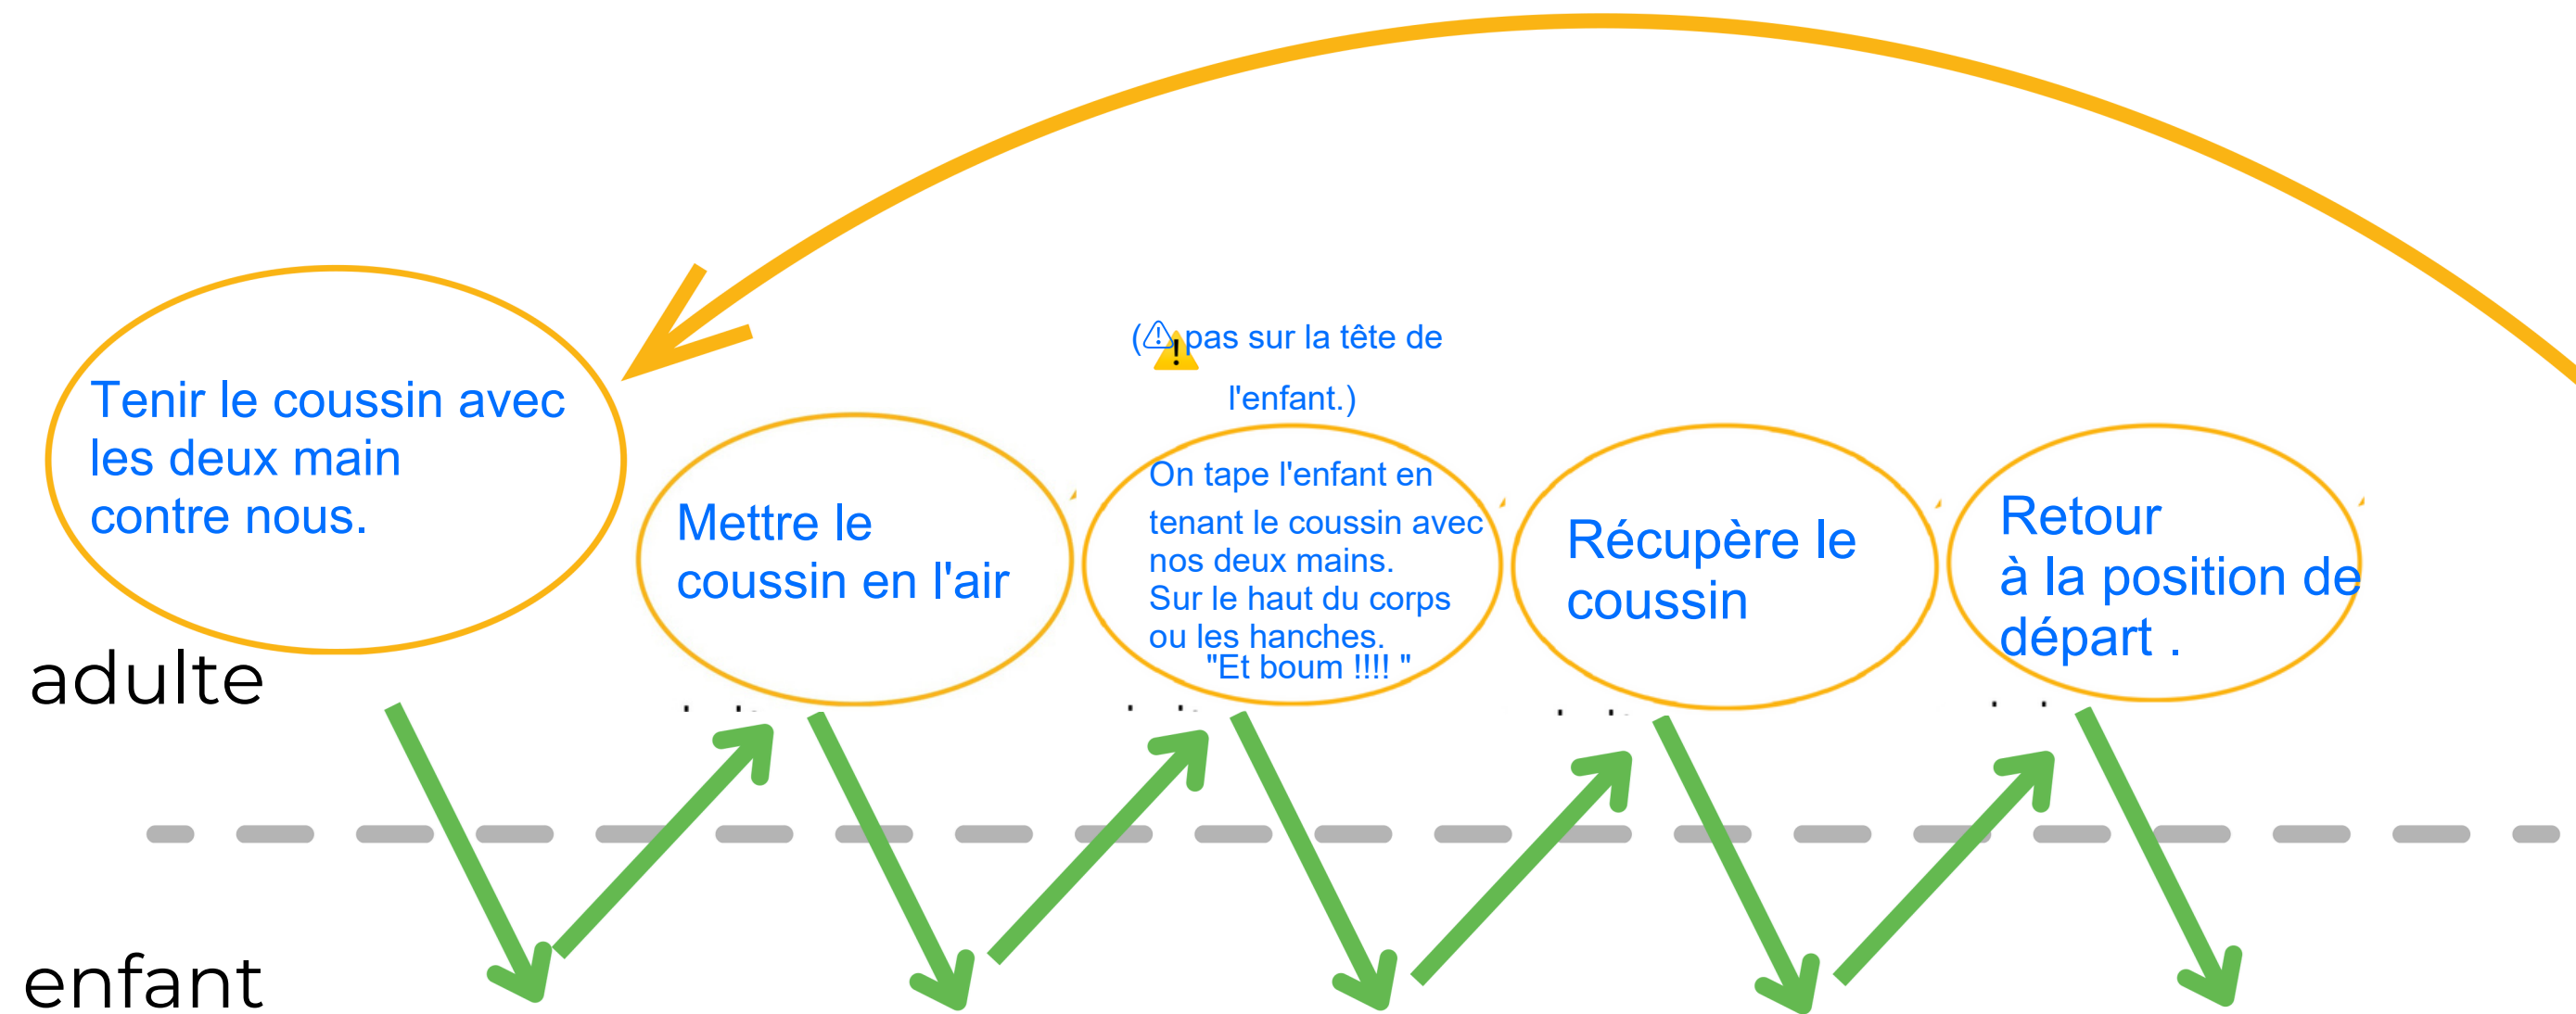 Tenir le coussin avec
les deux main
contre nous.
Mettre le
coussin en l'air
(⚠ pas sur la tête de
l'enfant.)
On tape l'enfant en
tenant le coussin avec
nos deux mains.
Sur le haut du corps
ou les hanches.
"Et boum !!!! "
Récupère le
coussin
Retour
à la position de
départ .
adulte
enfant